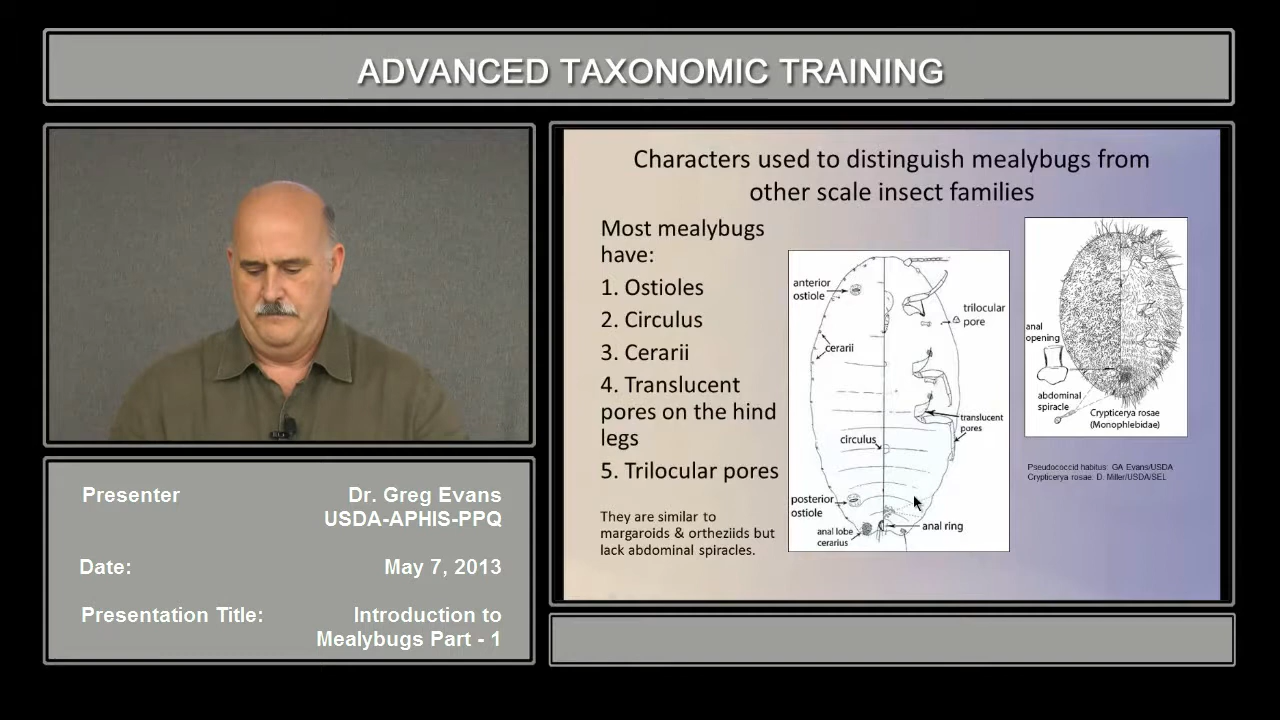 ADVANCED TAXONOMIC TRAINING
Characters used to distinguish mealybugs from
other scale insect families
Most mealybugs
have:
1. Ostioles
2. Circulus
3. Cerarii
4. Translucent
pores on the hind
legs
5. Trilocular pores
They are similar to
margaroids & ortheziids but
lack abdominal spiracles.
anterior
ostiole
cerarii
trilocular
pore
circulus
translucent
pores
posterior
ostiole
anal lobe
cerarius
anal ring
anal
opening
abdominal
spiracle
Crypticerya rosae
(Monophlebidae)
Pseudococcid habitus: GA Evans/USDA
Crypticerya rosae: D. Miller/USDA/SEL
Presenter Dr. Greg Evans
USDA-APHIS-PPQ
Date: May 7, 2013
Presentation Title: Introduction to
Mealybugs Part - 1